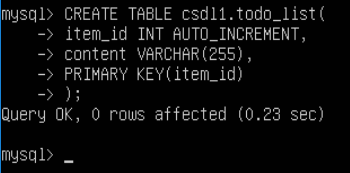 mysql> CREATE TABLE csdl1.todo_list(
    -> item_id INT AUTO_INCREMENT,
    -> content VARCHAR(255),
    -> PRIMARY KEY(item_id)
    -> );
Query OK, 0 rows affected (0.23 sec)
mysql> _